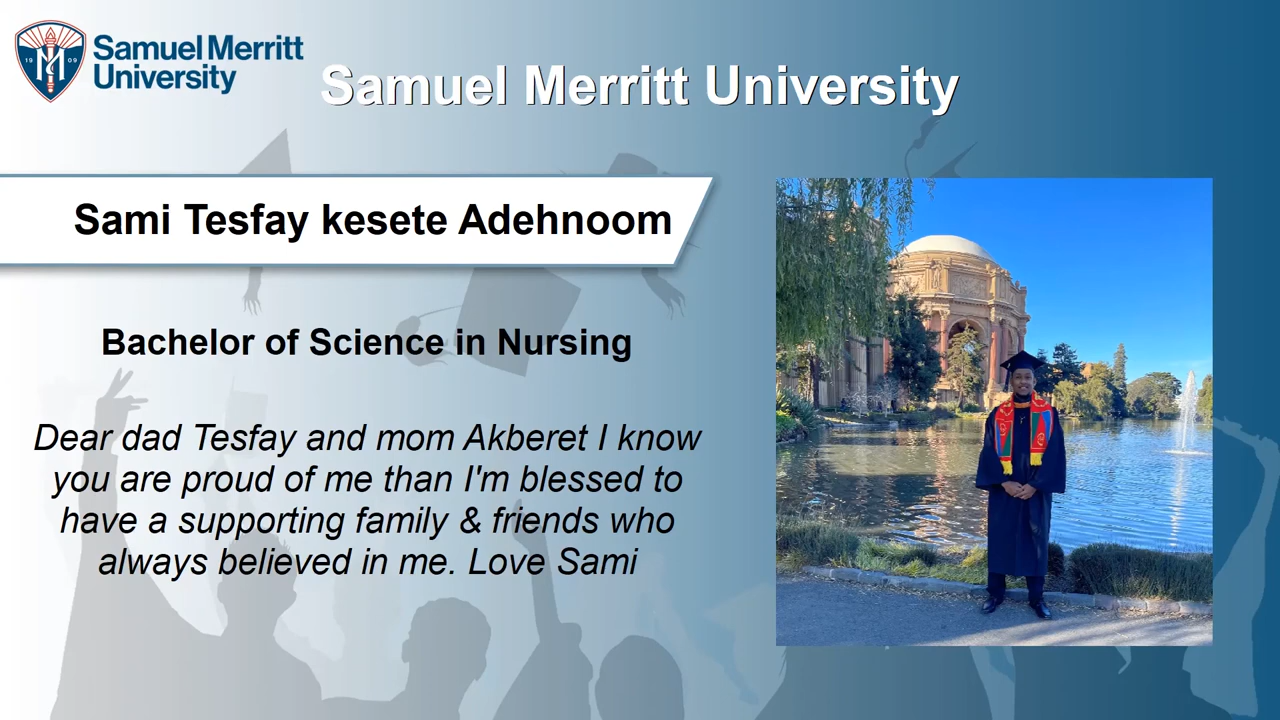 Samuel Merritt
University
19 09
Samuel Merritt University
Sami Tesfay kesete Adehnoom
Bachelor of Science in Nursing
Dear dad Tesfay and mom Akberet I know
you are proud of me than I'm blessed to
have a supporting family & friends who
always believed in me. Love Sami